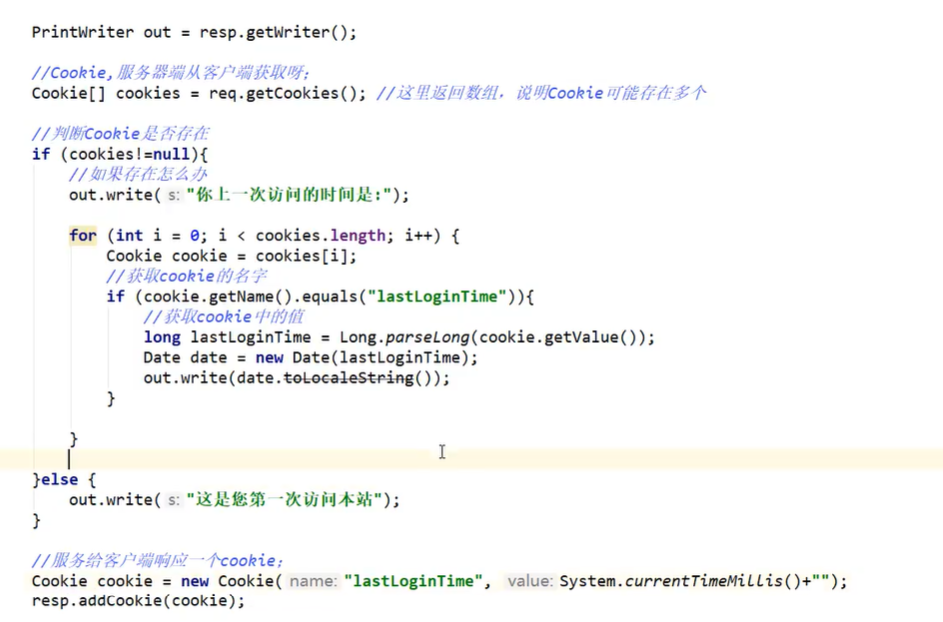 PrintWriter out = resp.getWriter();
//Cookie,服务器端从客户端获取呀;
Cookie[] cookies = req.getCookies(); //这里返回数组，说明Cookie可能存在多个
//判断Cookie是否存在
if (cookies!=null){
//如果存在怎么办
out.write( s: "你上一次访问的时间是:");
for (int i = 0; i < cookies.length; i++) {
Cookie cookie = cookies[i];
//获取cookie的名字
if (cookie.getName().equals("lastLoginTime")){
//获取cookie中的值
long lastLoginTime = Long.parseLong(cookie.getValue());
Date date = new Date(lastLoginTime);
out.write(date.toLocaleString());
}
}
}else {
out.write( s: "这是您第一次访问本站");
}
//服务给客户端响应一个cookie;
Cookie cookie = new Cookie( name: "lastLoginTime", value: System.currentTimeMillis()+"");
resp.addCookie(cookie);